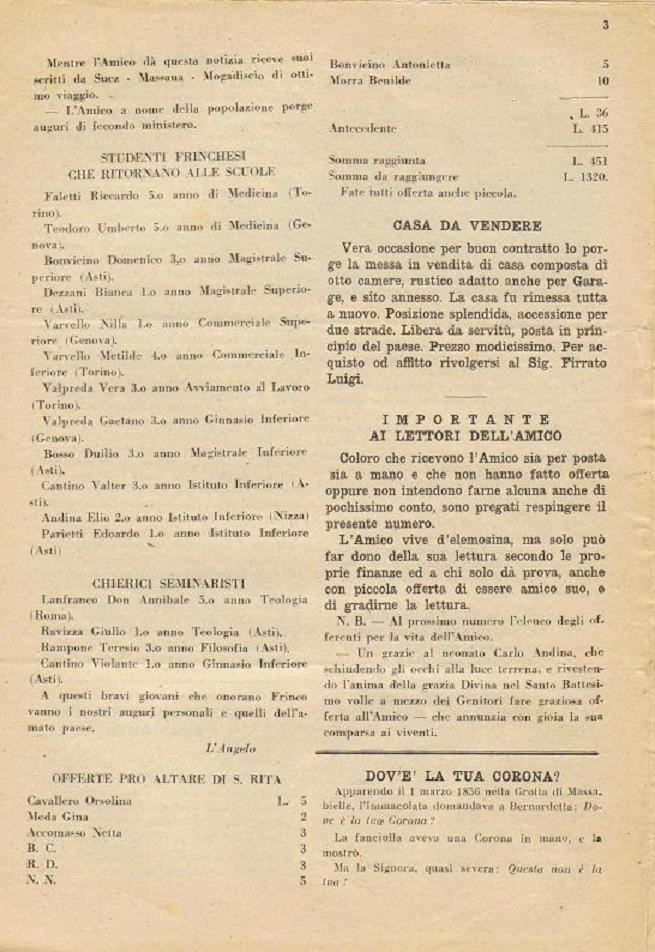 3
Mentre l'Amico dà questa notizia riceve suoi
scritti da Suez - Massaua - Mogadiscio di otti-
mo viaggio. -
— L'Amico a nome della popolazione porge
auguri di fecondo ministero.
STUDENTI FRINCHESI
CHE RITORNANO ALLE SCUOLE
Faletti Riccardo 5.o anno di Medicina (To-
rino).
Teodoro Umberto 5.o anno di Medicina (Ge-
nova).
Bonvicino Domenico 3.o anno Magistrale Su-
periore (Asti).
Dezzani Bianca 1.o anno Magistrale Superio-
re (Asti).
Varvello Nilla 1.o anno Commerciale Supe-
riore (Genova).
Varvello Metilde 4.o anno Commerciale In-
feriore (Torino).
Valpreda Vera 3.o anno Avviamento al Lavoro
(Torino).
Valpreda Gaetano 3.o anno Ginnasio Inferiore
(Genova).
Bosso Duilio 3.o anno Magistrale Inferiore
(Asti).
Cantino Valter 3.o anno Istituto Inferiore (A-
sti).
Andina Elio 2.o anno Istituto Inferiore (Nizza)
Parietti Edoardo 1.o anno Istituto Inferiore
(Asti)
CHIERICI SEMINARISTI
Lanfranco Don Annibale 5.o anno Teologia
(Roma).
Ravizza Giulio 1.o anno Teologia (Asti).
Rampone Teresio 3.o anno Filosofia (Asti).
Cantino Violante 1.o anno Ginnasio Inferiore
(Asti).
A questi bravi giovani che onorano Frinco
vanno i nostri auguri personali e quelli dell'a-
mato paese.
L'Angelo
OFFERTE PRO ALTARE DI S. RITA
Cavallero Orsolina L. 5
Meda Gina 2
Accomasso Netta 3
B. C. 3
R. D. 3
N. N. 5
Bonvicino Antonietta 5
Morra Benilde 10
L. 36
Antecedente L. 415
Somma raggiunta L. 451
Somma da raggiungere L. 1320.
Fate tutti offerta anche piccola.
CASA DA VENDERE
Vera occasione per buon contratto lo por-
ge la messa in vendita di casa composta di
otto camere, rustico adatto anche per Gara-
ge, e sito annesso. La casa fu rimessa tutta
a nuovo. Posizione splendida, accessione per
due strade. Libera da servitù, posta in prin-
cipio del paese. Prezzo modicissimo. Per ac-
quisto od affitto rivolgersi al Sig. Firrato
Luigi.
IMPORTANTE
AI LETTORI DELL'AMICO
Coloro che ricevono l'Amico sia per posta
sia a mano e che non hanno fatto offerta
oppure non intendono farne alcuna anche di
pochissimo conto, sono pregati respingere il
presente numero.
L'Amico vive d'elemosina, ma solo può
far dono della sua lettura secondo le pro-
prie finanze ed a chi solo dà prova, anche
con piccola offerta di essere amico suo, e
di gradirne la lettura.
N. B. — Al prossimo numero l'elenco degli of-
ferenti per la vita dell'Amico.
— Un grazie al neonato Carlo Andina, che
schiudendo gli occhi alla luce terrena, e rivesten-
do l'anima della grazia Divina nel Santo Battesi-
mo volle a mezzo dei Genitori fare graziosa of-
ferta all'Amico — che annunzia con gioia la sua
comparsa ai viventi.
DOV'E' LA TUA CORONA?
Apparendo il 1 marzo 1856 nella Grotta di Massa-
bielle, l'Immacolata domandava a Bernardetta: Do-
ve è la tua Corona?
La fanciulla aveva una Corona in mano, e la
mostrò.
Ma la Signora, quasi severa: Questa non è la
tua!